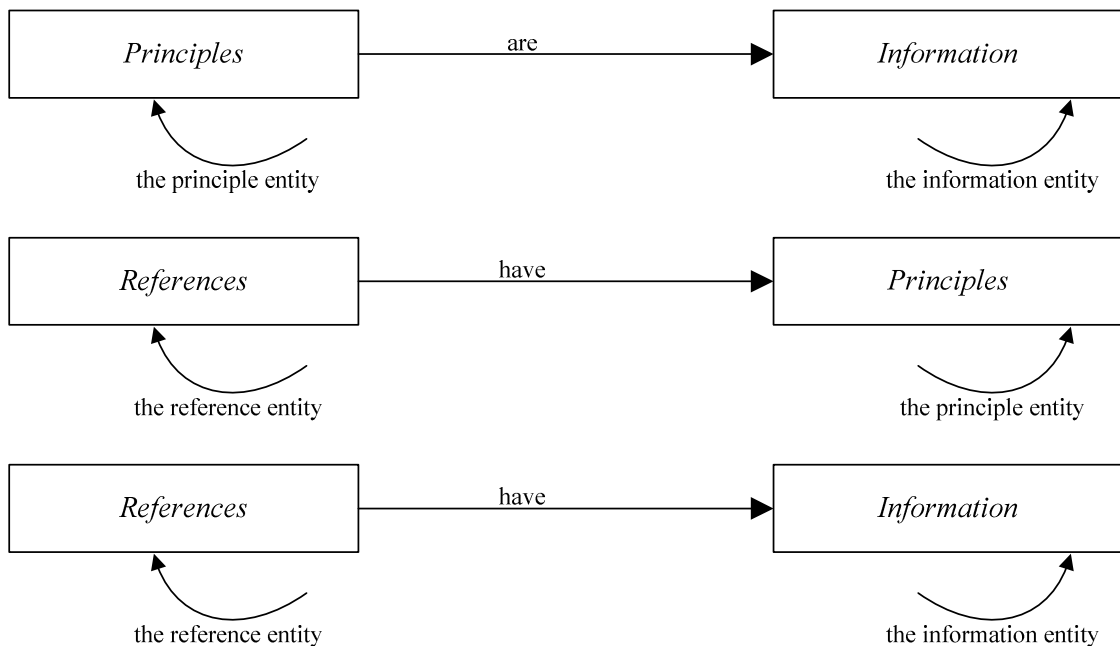 Principles
are
Information
the principle entity
the information entity
References
have
Principles
the reference entity
the principle entity
References
have
Information
the reference entity
the information entity